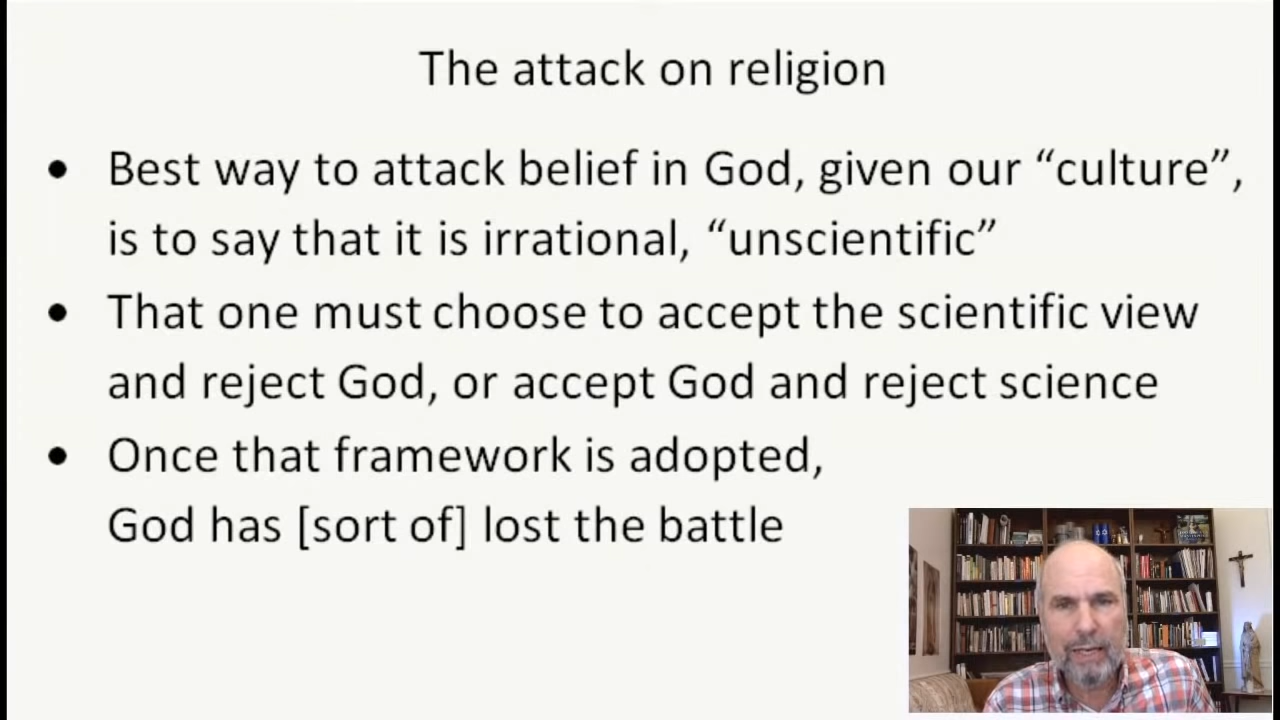 The attack on religion
• Best way to attack belief in God, given our “culture”,
is to say that it is irrational, “unscientific”
• That one must choose to accept the scientific view
and reject God, or accept God and reject science
• Once that framework is adopted,
God has [sort of] lost the battle